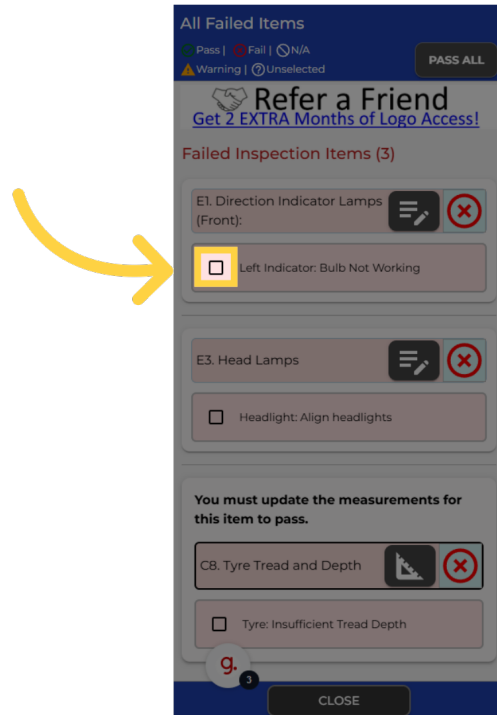 All Failed Items
Pass | Fail | N/A
Warning | Unselected
PASS ALL
Refer a Friend
Get 2 EXTRA Months of Logo Access!
Failed Inspection Items (3)
E1. Direction Indicator Lamps
(Front):
Left Indicator: Bulb Not Working
E3. Head Lamps
Headlight: Align headlights
You must update the measurements for
this item to pass.
C8. Tyre Tread and Depth
Tyre: Insufficient Tread Depth
g.
3
CLOSE